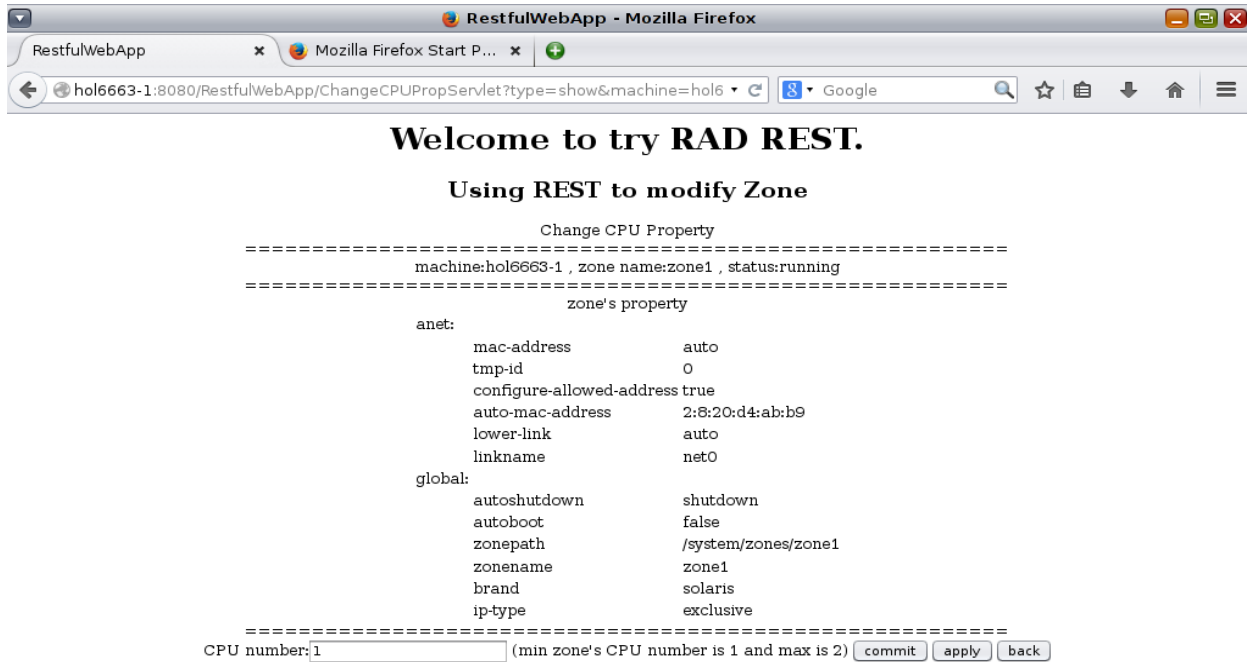 RestfulWebApp - Mozilla Firefox
RestfulWebApp
Mozilla Firefox Start P...
hol6663-1:8080/RestfulWebApp/ChangeCPUPropServlet?type=show&machine=hol6
8 Google
Welcome to try RAD REST.
Using REST to modify Zone
Change CPU Property
=========================================================
machine:hol6663-1 , zone name:zone1 , status:running
=========================================================
zone's property
anet:
mac-address auto
tmp-id 0
configure-allowed-address true
auto-mac-address 2:8:20:d4:ab:b9
lower-link auto
linkname net0
global:
autoshutdown shutdown
autoboot false
zonepath /system/zones/zone1
zonename zone1
brand solaris
ip-type exclusive
=========================================================
CPU number: 1 (min zone's CPU number is 1 and max is 2) commit apply back